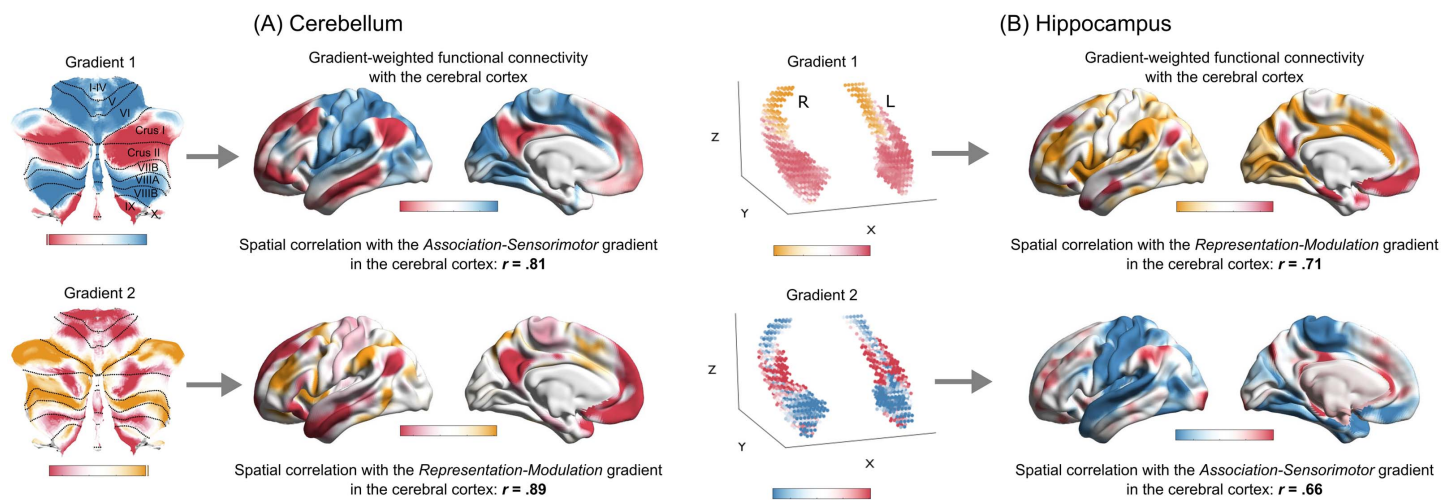 (A) Cerebellum
Gradient 1
I-IV
V
VI
Crus I
Crus II
VIIB
VIIIA
VIIIB
IX
X
Gradient-weighted functional connectivity
with the cerebral cortex
Spatial correlation with the Association-Sensorimotor gradient
in the cerebral cortex: r = .81
Gradient 2
Spatial correlation with the Representation-Modulation gradient
in the cerebral cortex: r = .89
(B) Hippocampus
Gradient 1
R
L
Z
Y
X
Gradient-weighted functional connectivity
with the cerebral cortex
Spatial correlation with the Representation-Modulation gradient
in the cerebral cortex: r = .71
Gradient 2
Z
Y
X
Spatial correlation with the Association-Sensorimotor gradient
in the cerebral cortex: r = .66